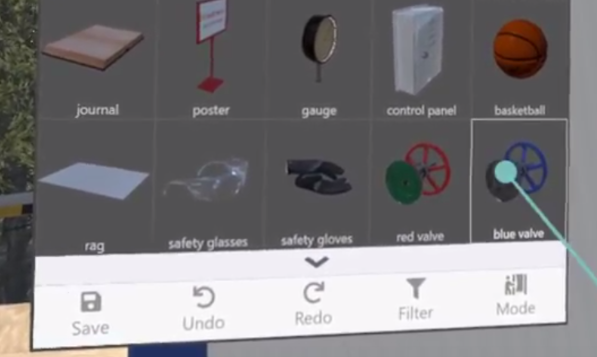 journal
poster
gauge
control panel
basketball
rag
safety glasses
safety gloves
red valve
blue valve
Save
Undo
Redo
Filter
Mode